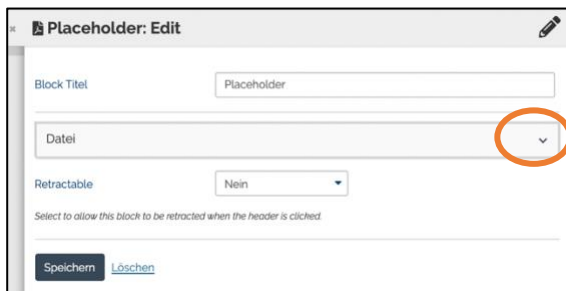 Placeholder: Edit
Block Titel
Placeholder
Datei
Retractable
Nein
Select to allow this block to be retracted when the header is clicked.
Speichern Löschen